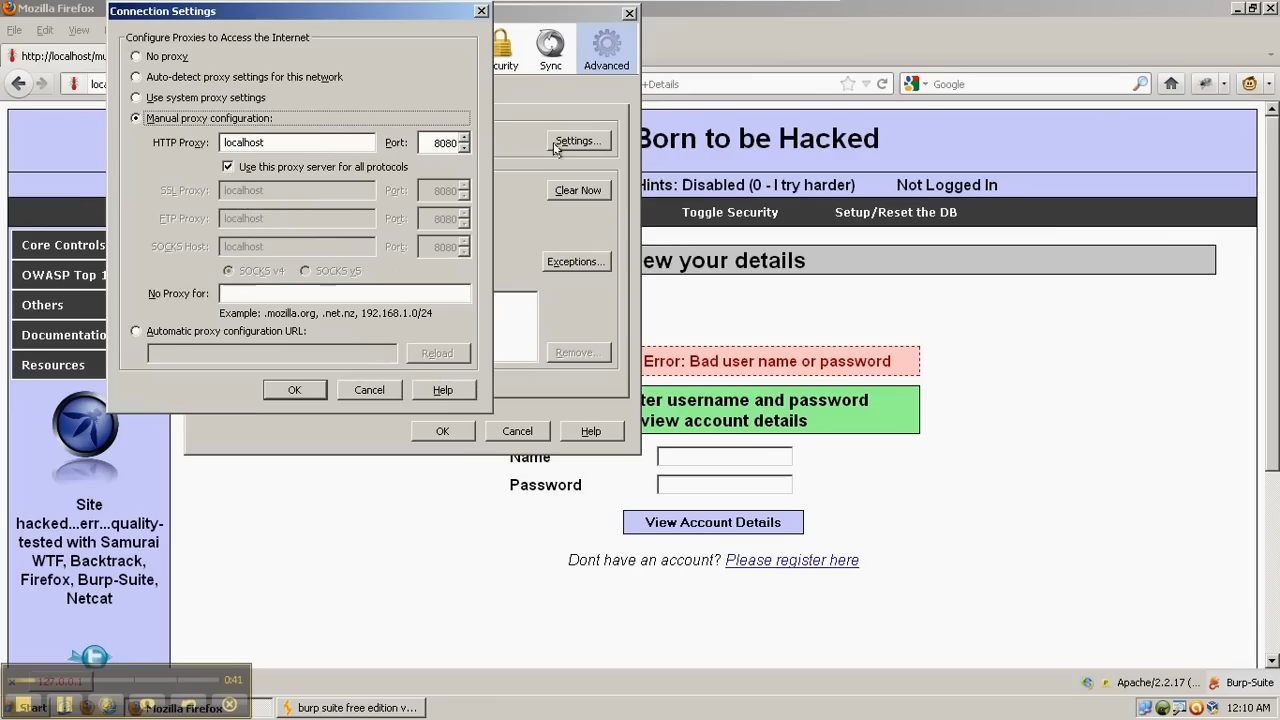 Mozilla Firefox
File
View
http://localhost/mu
loca
+Details
Google
Connection Settings
Configure Proxies to Access the Internet
No proxy
Auto-detect proxy settings for this network
Use system proxy settings
Manual proxy configuration:
HTTP Proxy: localhost Port: 8080
Use this proxy server for all protocols
SSL Proxy: localhost Port: 8080
FTP Proxy: localhost Port: 8080
SOCKS Host: localhost Port: 8080
SOCKS v4 SOCKS v5
No Proxy for:
Example: .mozilla.org, .net.nz, 192.168.1.0/24
Automatic proxy configuration URL:
Reload
OK Cancel Help
curity Sync Advanced
Settings...
Clear Now
Exceptions...
Remove...
OK Cancel Help
Born to be Hacked
Hints: Disabled (0 - I try harder) Not Logged In
Toggle Security Setup/Reset the DB
Core Controls
OWASP Top 1
Others
Documentatio
Resources
Site
hacked...err...quality-
tested with Samurai
WTF, Backtrack,
Firefox, Burp-Suite,
Netcat
ew your details
Error: Bad user name or password
ter username and password
view account details
Name
Password
View Account Details
Dont have an account? Please register here
127.0.0.1
0:41
Apache/2.2.17 (...
Burp-Suite
Start
Mozilla Firefox
burp suite free edition v...
12:10 AM